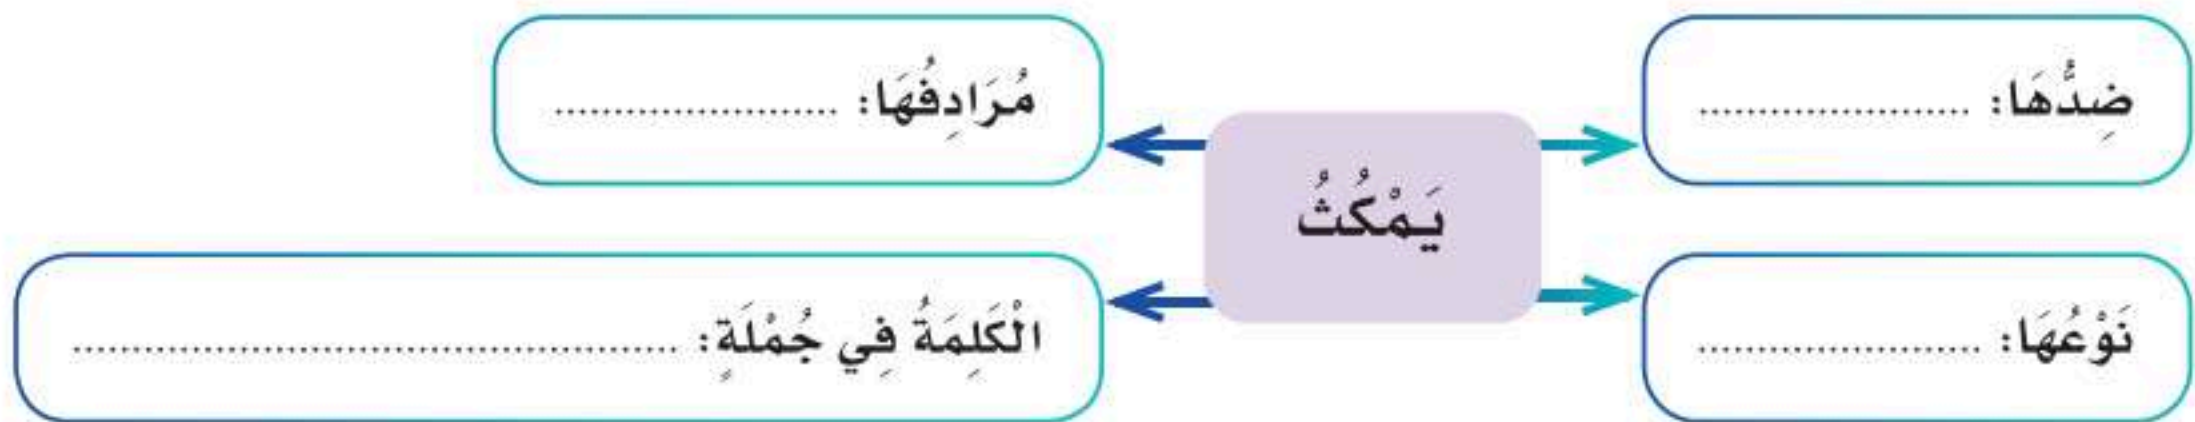 ضِدُّهَا: ......................
مُرَادِفُهَا: ........................
يَمْكُثُ
نَوْعُهَا: ........................
الْكَلِمَةُ فِي جُمْلَةٍ: ....................................................